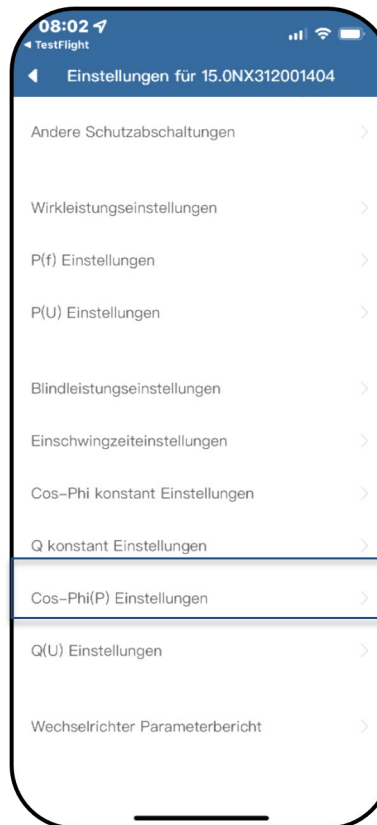 08:02
◀ TestFlight
Einstellungen für 15.0NX312001404
Andere Schutzabschaltungen
Wirkleistungseinstellungen
P(f) Einstellungen
P(U) Einstellungen
Blindleistungseinstellungen
Einschwingzeiteinstellungen
Cos-Phi konstant Einstellungen
Q konstant Einstellungen
Cos-Phi(P) Einstellungen
Q(U) Einstellungen
Wechselrichter Parameterbericht